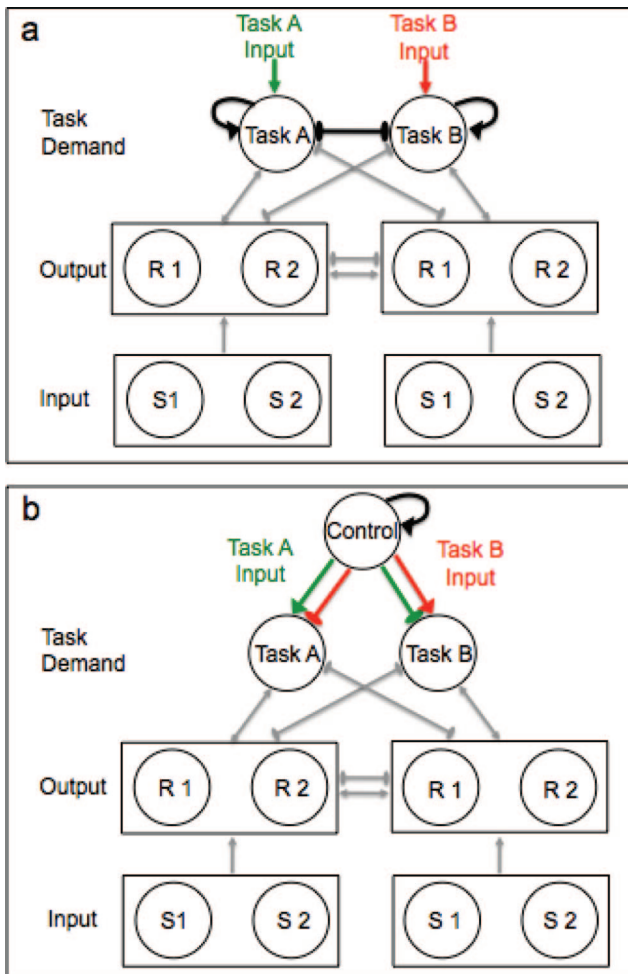 a
Task A Input
Task B Input
Task Demand
Task A
Task B
Output
R 1
R 2
R 1
R 2
Input
S1
S 2
S 1
S 2
b
Control
Task A Input
Task B Input
Task Demand
Task A
Task B
Output
R 1
R 2
R 1
R 2
Input
S1
S 2
S 1
S 2